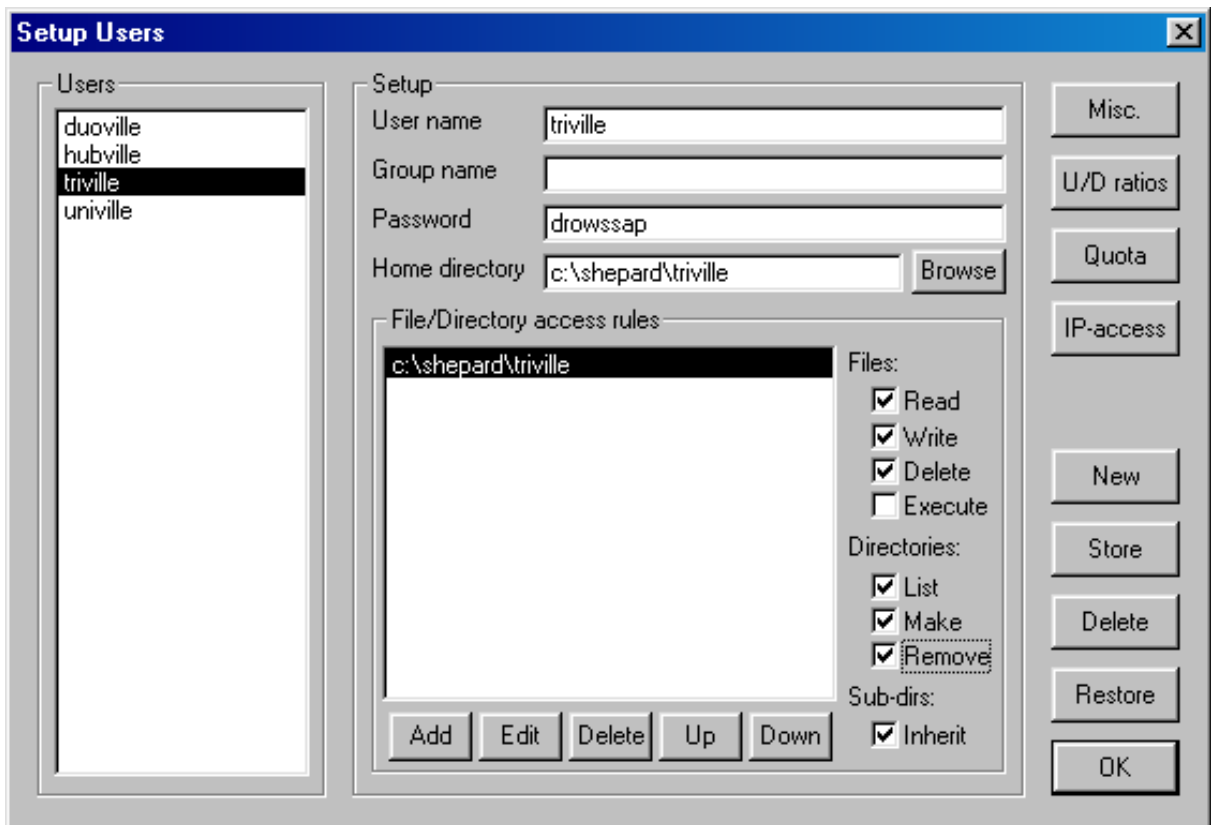 Setup Users
Users
duoville
hubville
triville
univille
Setup
User name triville
Group name
Password drowssap
Home directory c:\shepard\triville Browse
File/Directory access rules
c:\shepard\triville
Files:
Read
Write
Delete
Execute
Directories:
List
Make
Remove
Sub-dirs:
Inherit
Add Edit Delete Up Down
Misc.
U/D ratios
Quota
IP-access
New
Store
Delete
Restore
OK